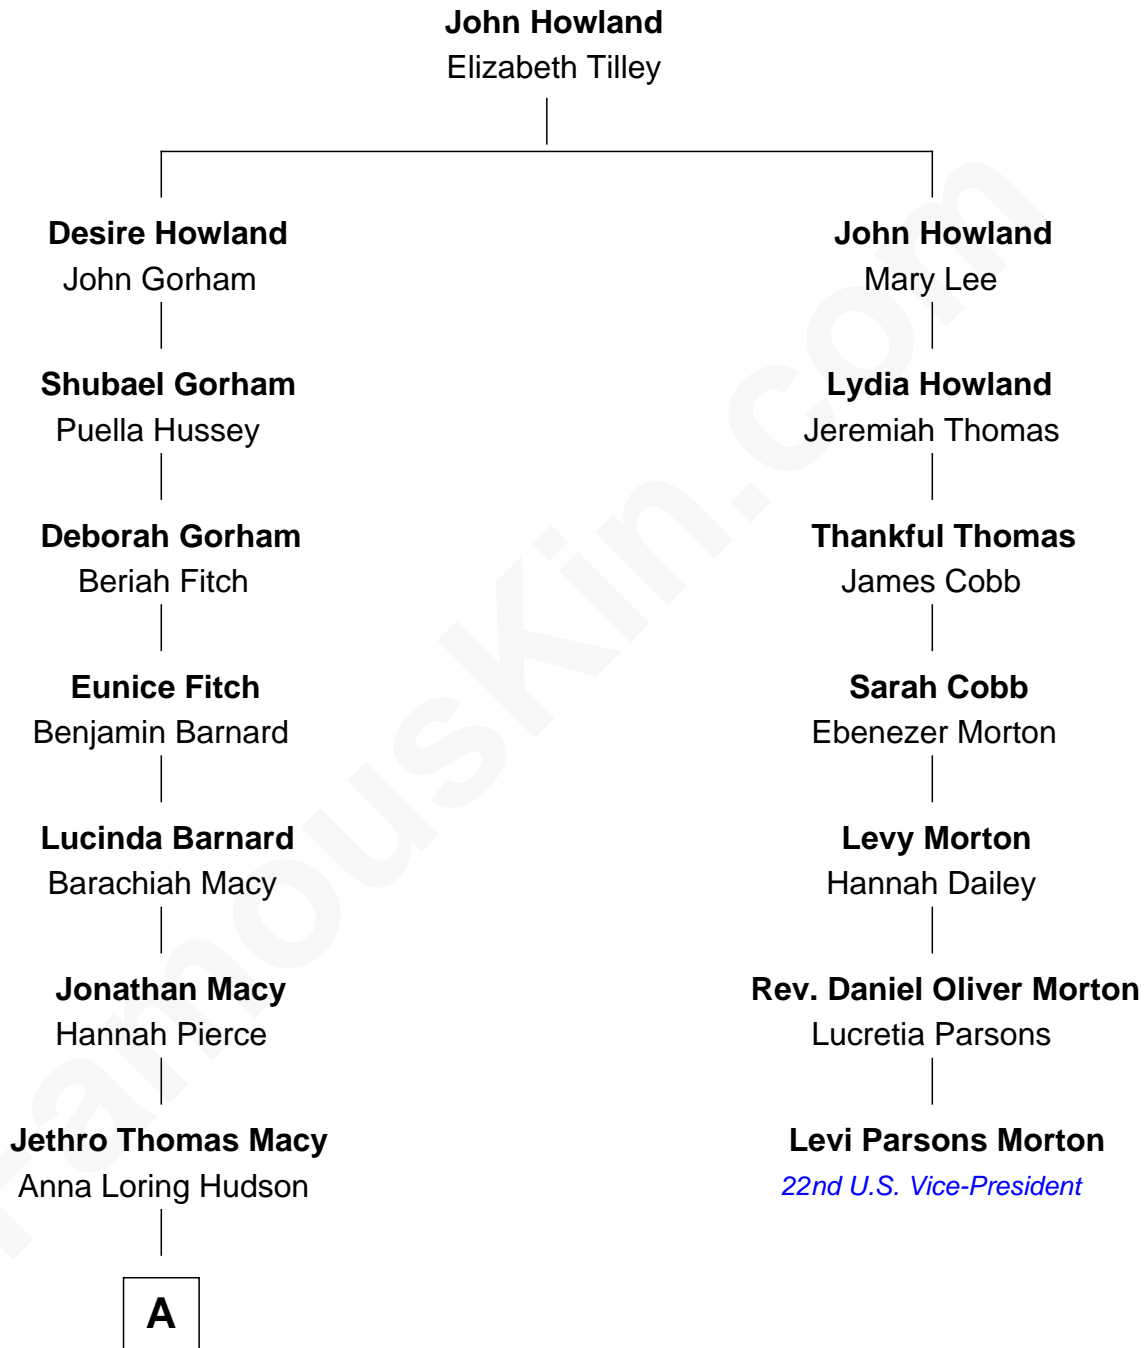 John Howland
Elizabeth Tilley
Desire Howland
John Gorham
John Howland
Mary Lee
Shubael Gorham
Puella Hussey
Lydia Howland
Jeremiah Thomas
Deborah Gorham
Beriah Fitch
Thankful Thomas
James Cobb
Eunice Fitch
Benjamin Barnard
Sarah Cobb
Ebenezer Morton
Lucinda Barnard
Barachiah Macy
Levy Morton
Hannah Dailey
Jonathan Macy
Hannah Pierce
Rev. Daniel Oliver Morton
Lucretia Parsons
Jethro Thomas Macy
Anna Loring Hudson
Levi Parsons Morton
22nd U.S. Vice-President
A
FamousKin.com